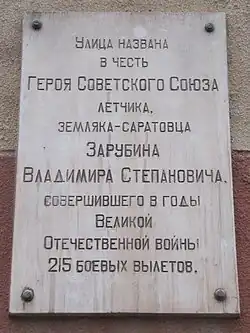 Улица названа
в честь
Героя Советского Союза
лётчика,
земляка-саратовца
Зарубина
Владимира Степановича,
совершившего в годы
Великой
Отечественной войны
215 боевых вылетов.